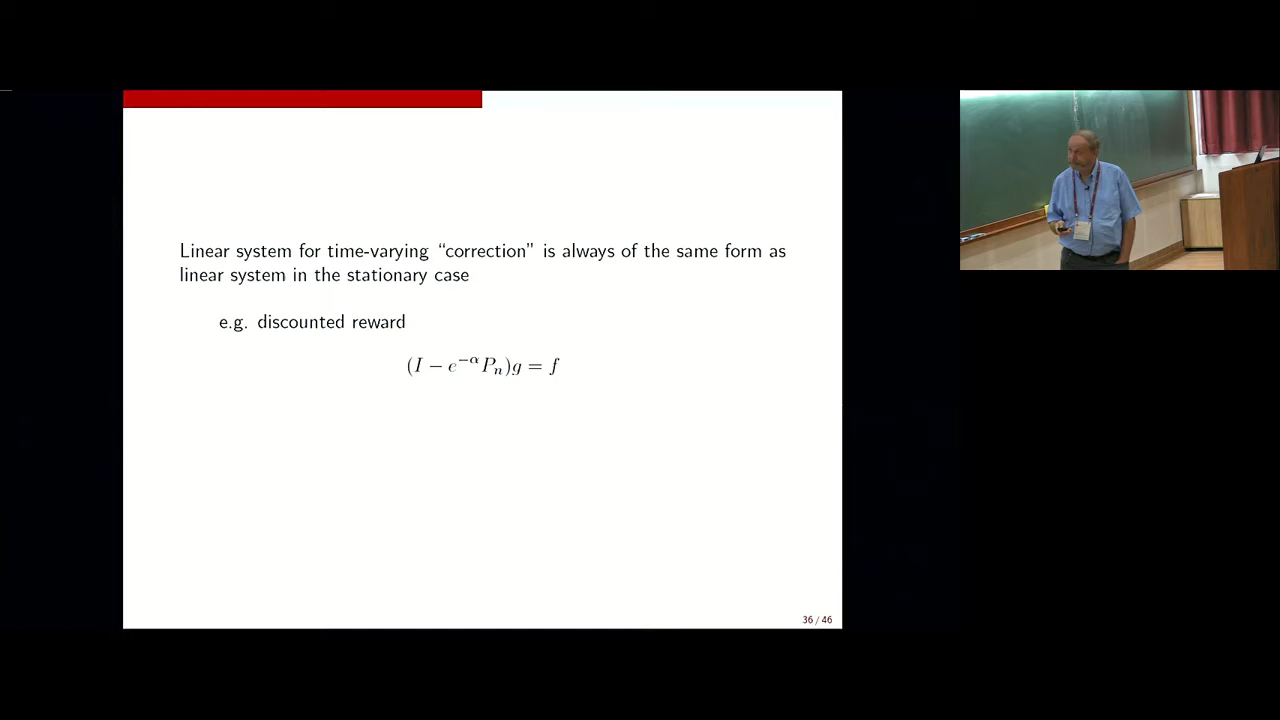 Linear system for time-varying “correction” is always of the same form as
linear system in the stationary case
e.g. discounted reward
(I − e^{−α} P_n)g = f
36 / 46